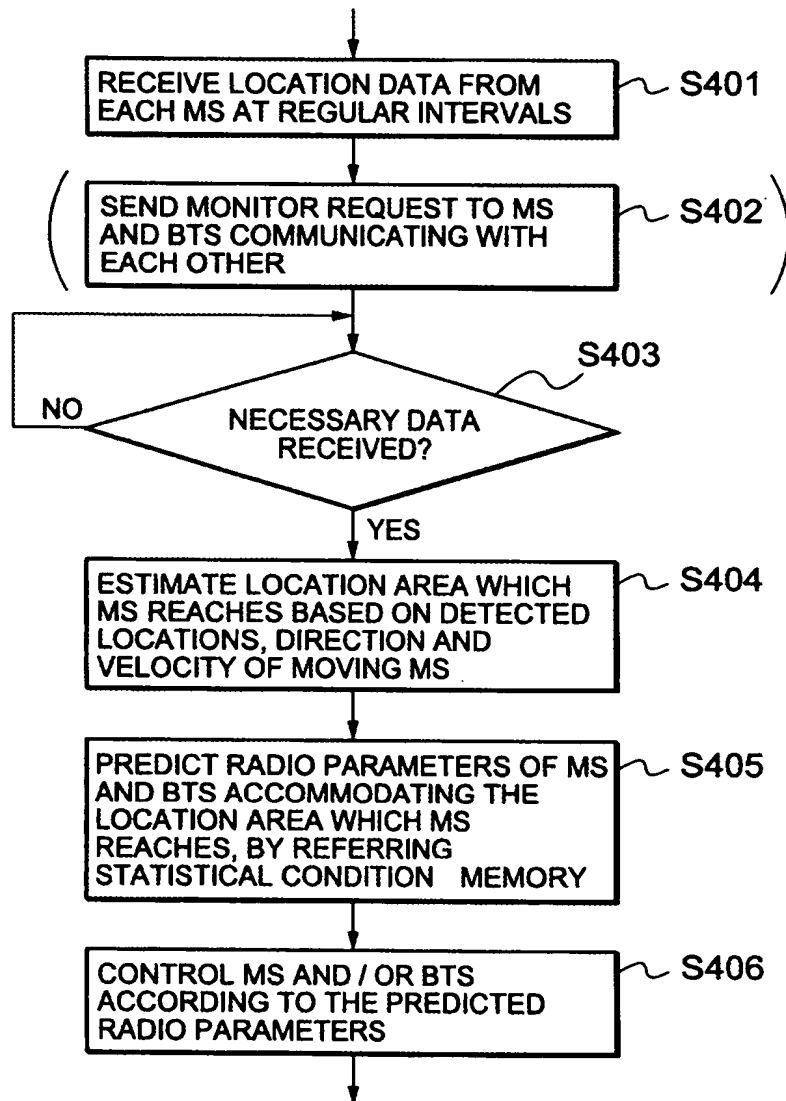 RECEIVE LOCATION DATA FROM
EACH MS AT REGULAR INTERVALS
S401
SEND MONITOR REQUEST TO MS
AND BTS COMMUNICATING WITH
EACH OTHER
S402
S403
NO
NECESSARY DATA
RECEIVED?
YES
ESTIMATE LOCATION AREA WHICH
MS REACHES BASED ON DETECTED
LOCATIONS, DIRECTION AND
VELOCITY OF MOVING MS
S404
PREDICT RADIO PARAMETERS OF MS
AND BTS ACCOMMODATING THE
LOCATION AREA WHICH MS
REACHES, BY REFERRING
STATISTICAL CONDITION MEMORY
S405
CONTROL MS AND / OR BTS
ACCORDING TO THE PREDICTED
RADIO PARAMETERS
S406